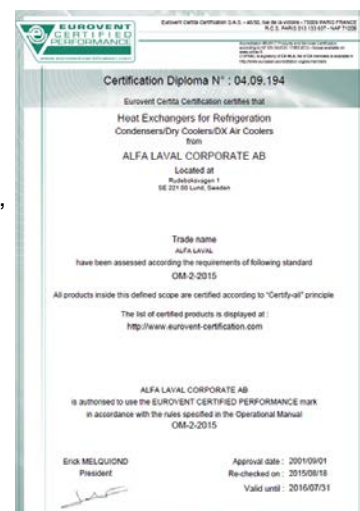 EUROVENT
CERTIFIED
PERFORMANCE
Eurovent Certita Certification S.A.S. - 48/50, rue de la Victoire - 75009 PARIS FRANCE
R.C.S. PARIS 513 133 637 - NAF 7120B
Certification Diploma N° : 04.09.194
Eurovent Certita Certification certifies that
Heat Exchangers for Refrigeration
Condensers/Dry Coolers/DX Air Coolers
from
ALFA LAVAL CORPORATE AB
Located at
Rudeboksvagen 1
SE 221 00 Lund, Sweden
,
Trade name
ALFA LAVAL
have been assessed according the requirements of following standard
OM-2-2015
All products inside this defined scope are certified according to "Certify-all" principle
The list of certified products is displayed at :
http://www.eurovent-certification.com
ALFA LAVAL CORPORATE AB
is authorised to use the EUROVENT CERTIFIED PERFORMANCE mark
in accordance with the rules specified in the Operational Manual
OM-2-2015
Erick MELQUIOND
President
Approval date : 2001/09/01
Re-checked on : 2015/08/18
Valid until : 2016/07/31